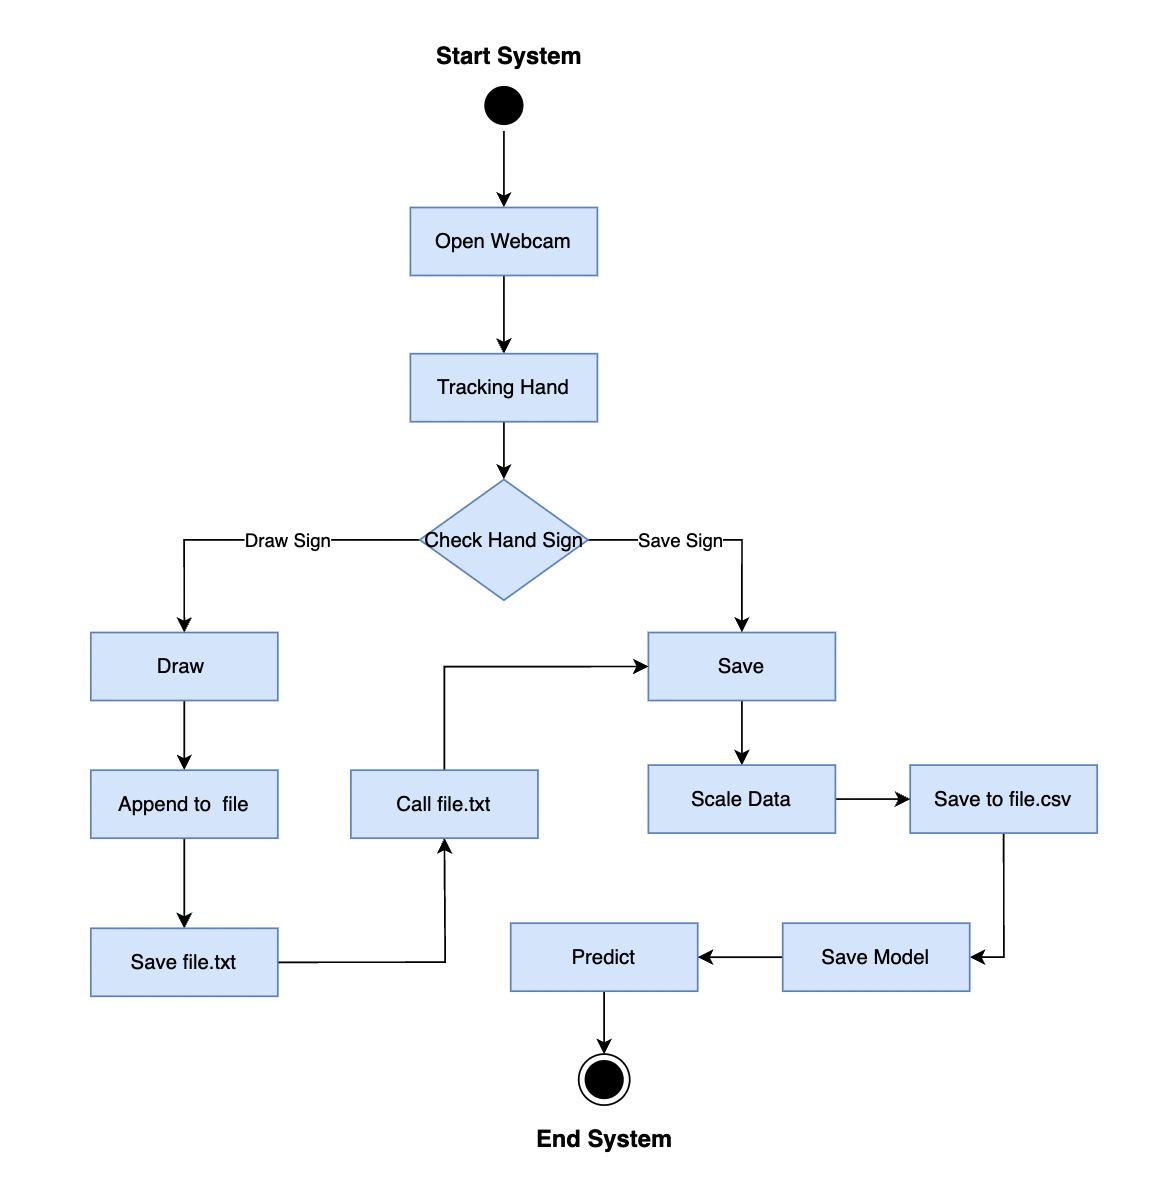 Start System
Open Webcam
Tracking Hand
Check Hand Sign
Draw Sign
Save Sign
Draw
Save
Append to  file
Call file.txt
Scale Data
Save to file.csv
Save file.txt
Predict
Save Model
End System